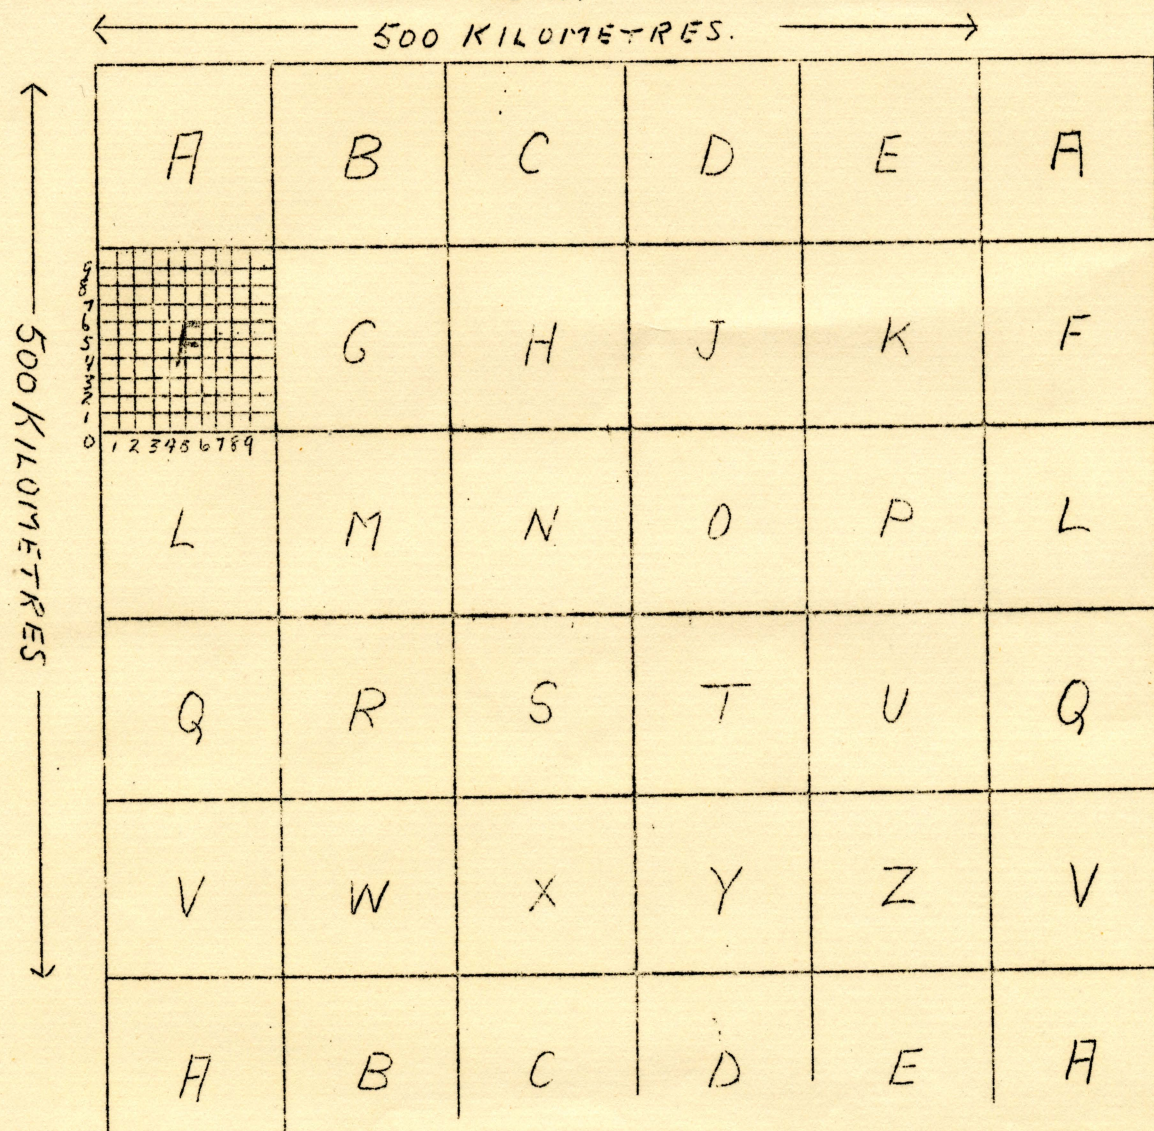 500 KILOMETRES.
500 KILOMETRES
A B C D E A
F G H J K F
9
8
7
6
5
4
3
2
1
0
1 2 3 4 5 6 7 8 9
L M N O P L
Q R S T U Q
V W X Y Z V
A B C D E A